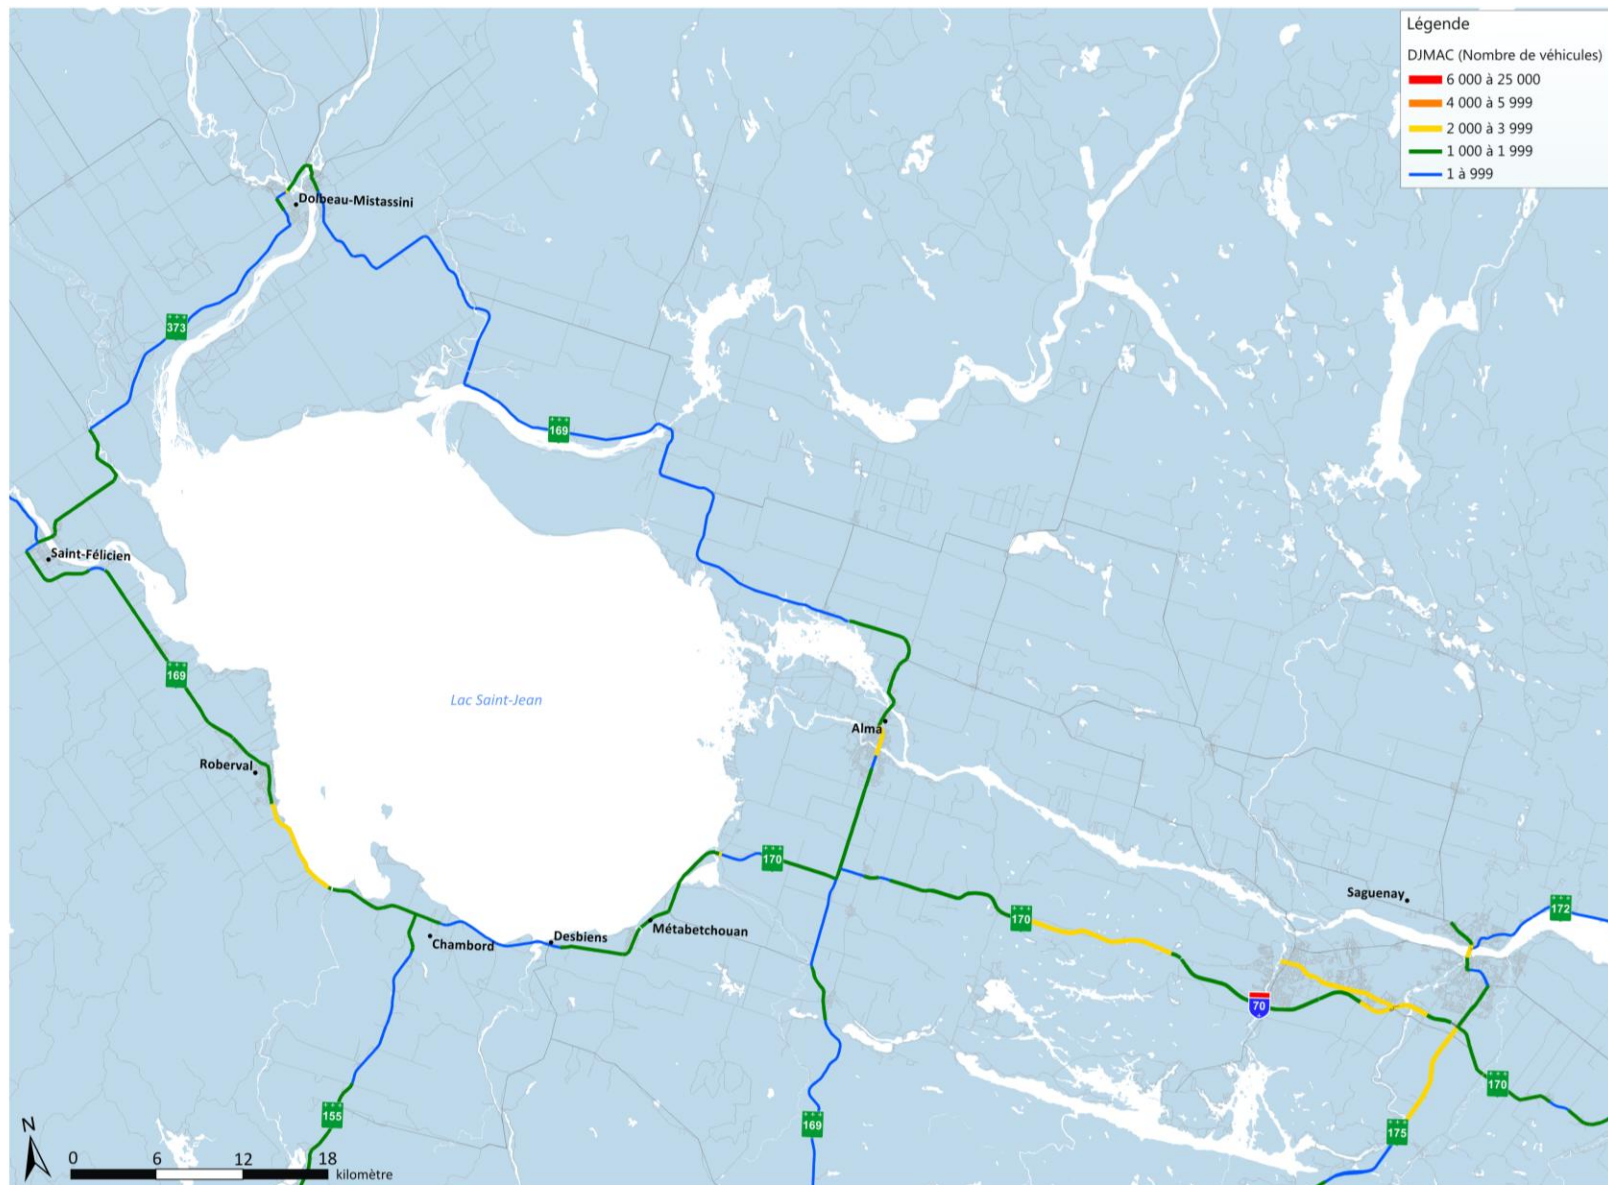 Légende
DJMAC (Nombre de véhicules)
6 000 à 25 000
4 000 à 5 999
2 000 à 3 999
1 000 à 1 999
1 à 999
Dolbeau-Mistassini
373
169
Saint-Félicien
169
Lac Saint-Jean
Alma
Roberval
170
Saguenay
172
170
Métabetchouan
Desbiens
Chambord
70
170
155
169
175
N
0 6 12 18
kilomètre